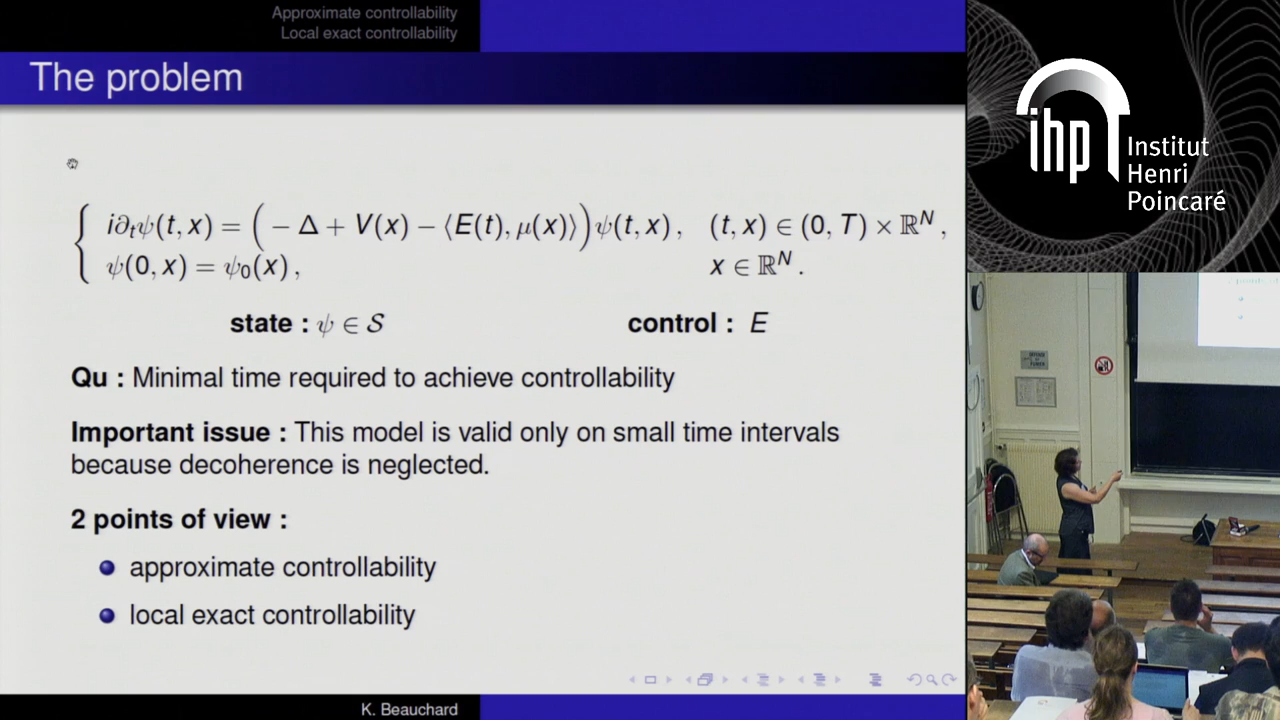 Approximate controllability
Local exact controllability
The problem
i∂ₜψ(t, x) = ( − Δ + V(x) − ⟨E(t), μ(x)⟩ ) ψ(t, x) , (t, x) ∈ (0, T) × ℝᴺ ,
ψ(0, x) = ψ₀(x) , x ∈ ℝᴺ .
state : ψ ∈ 𝒮 control : E
Qu : Minimal time required to achieve controllability
Important issue : This model is valid only on small time intervals
because decoherence is neglected.
2 points of view :
approximate controllability
local exact controllability
K. Beauchard
ihp
Institut
Henri
Poincaré